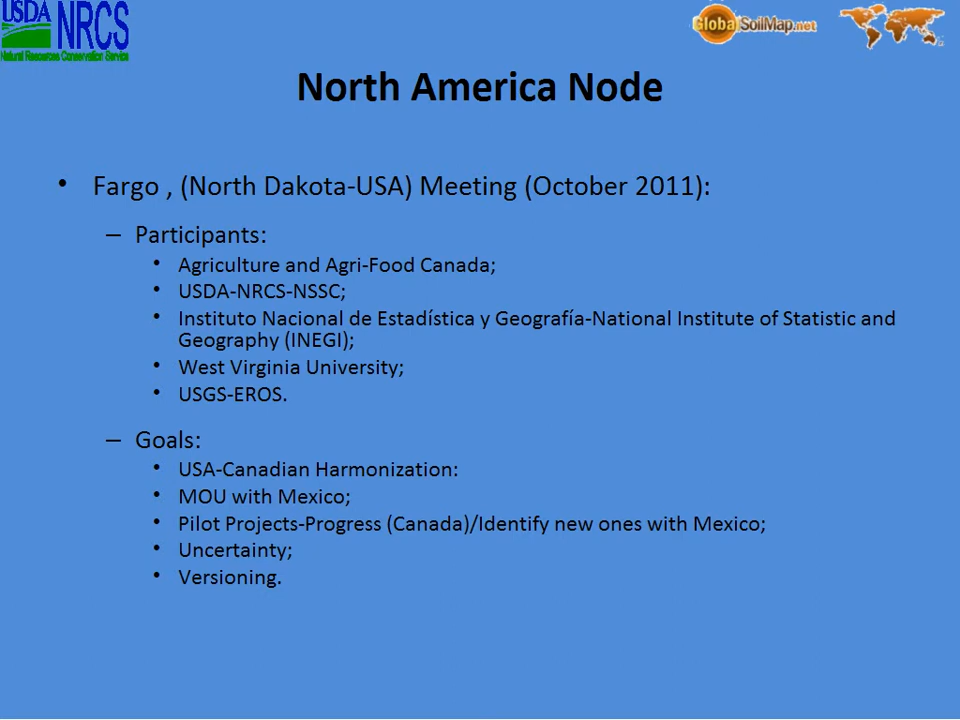 USDA NRCS
Natural Resources Conservation Service
GlobalSoilMap.net
North America Node
• Fargo , (North Dakota-USA) Meeting (October 2011):
– Participants:
• Agriculture and Agri-Food Canada;
• USDA-NRCS-NSSC;
• Instituto Nacional de Estadística y Geografía-National Institute of Statistic and
Geography (INEGI);
• West Virginia University;
• USGS-EROS.
– Goals:
• USA-Canadian Harmonization:
• MOU with Mexico;
• Pilot Projects-Progress (Canada)/Identify new ones with Mexico;
• Uncertainty;
• Versioning.